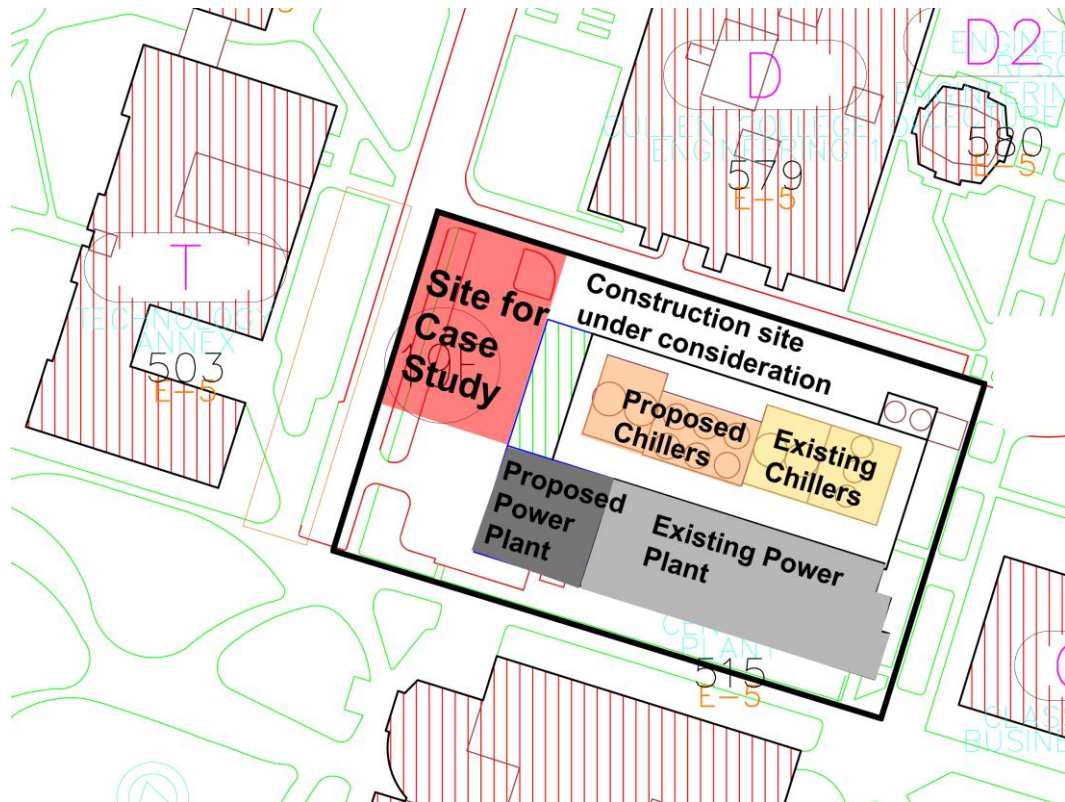 D2
D
CULLEN COLLEGE OF
ENGINEERING 1
579
E-5
580
E-5
T
TECHNOLOGY
ANNEX
503
E-5
Site for
Case
Study
Construction site
under consideration
Proposed
Chillers
Existing
Chillers
Proposed
Power
Plant
Existing Power
Plant
PLANT
515
E-5